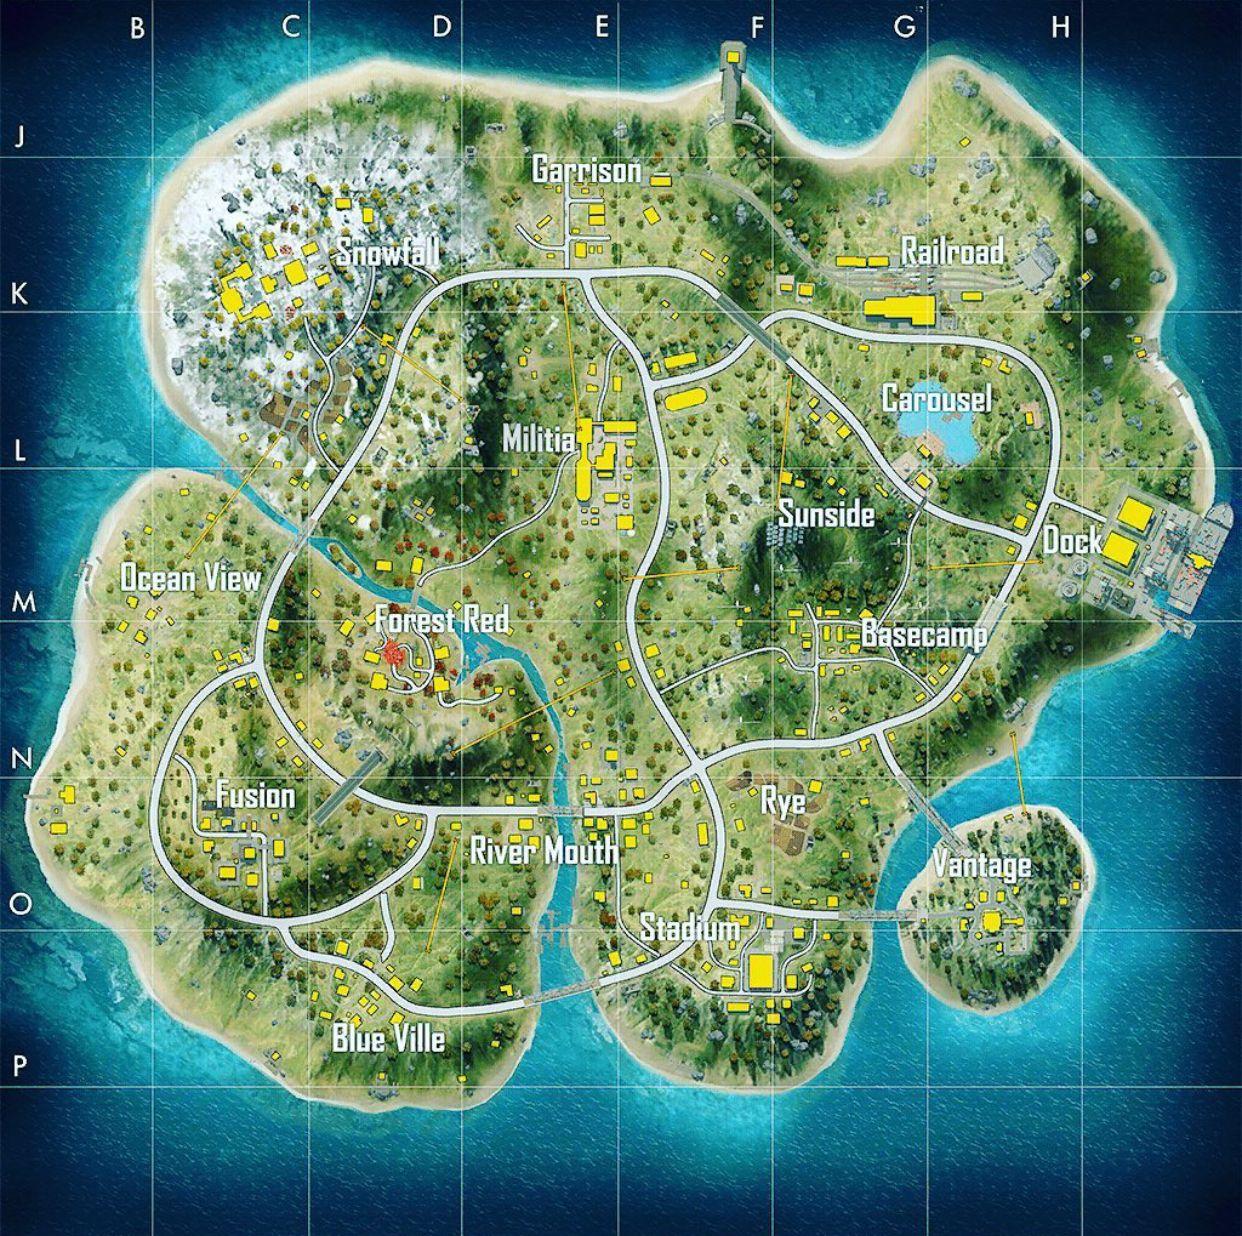 B C D E F G H
J
Garrison
Snowfall
Railroad
K
Carousel
Militia
L
Sunside
Dock
Ocean View
M
Forest Red
Basecamp
N
Fusion
Rye
River Mouth
Vantage
O
Stadium
Blue Ville
P